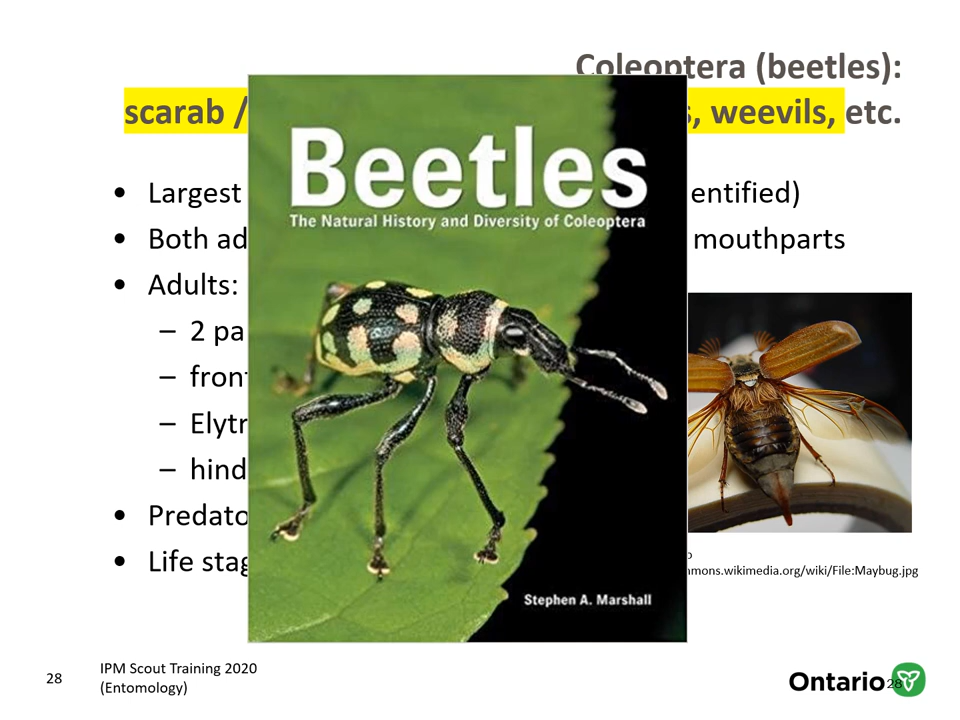 Coleoptera (beetles):
scarab / weevils, etc.
Largest entified)
Both ad mouthparts
Adults:
– 2 pa
– front
– Elytr
– hind
Predato
Life stag
Beetles
The Natural History and Diversity of Coleoptera
Stephen A. Marshall
mmons.wikimedia.org/wiki/File:Maybug.jpg
28
IPM Scout Training 2020
(Entomology)
Ontario
28